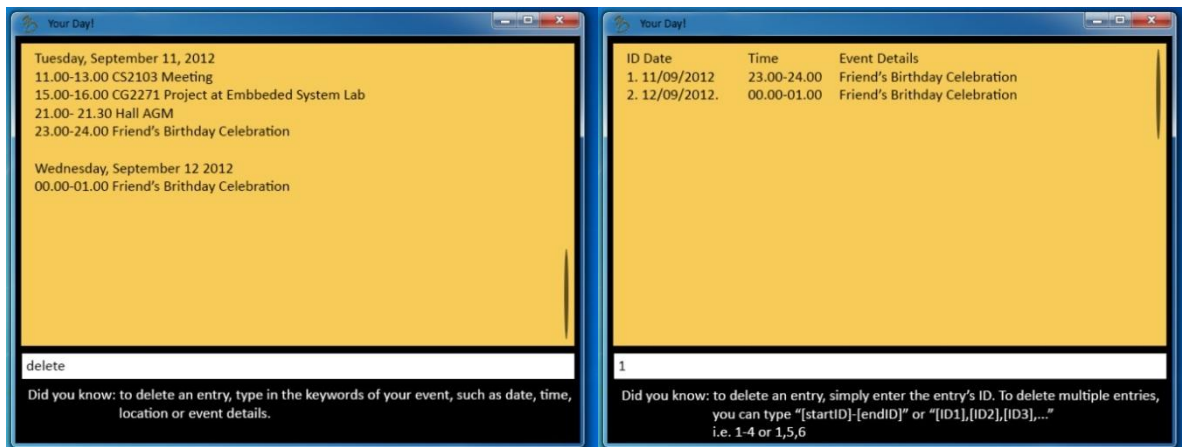 Your Day!
Tuesday, September 11, 2012
11.00-13.00 CS2103 Meeting
15.00-16.00 CG2271 Project at Embbeded System Lab
21.00- 21.30 Hall AGM
23.00-24.00 Friend's Birthday Celebration
Wednesday, September 12 2012
00.00-01.00 Friend's Brithday Celebration
delete
Did you know: to delete an entry, type in the keywords of your event, such as date, time,
location or event details.
Your Day!
ID Date Time Event Details
1. 11/09/2012 23.00-24.00 Friend's Birthday Celebration
2. 12/09/2012. 00.00-01.00 Friend's Brithday Celebration
1
Did you know: to delete an entry, simply enter the entry's ID. To delete multiple entries,
you can type "[startID]-[endID]" or "[ID1],[ID2],[ID3],..."
i.e. 1-4 or 1,5,6